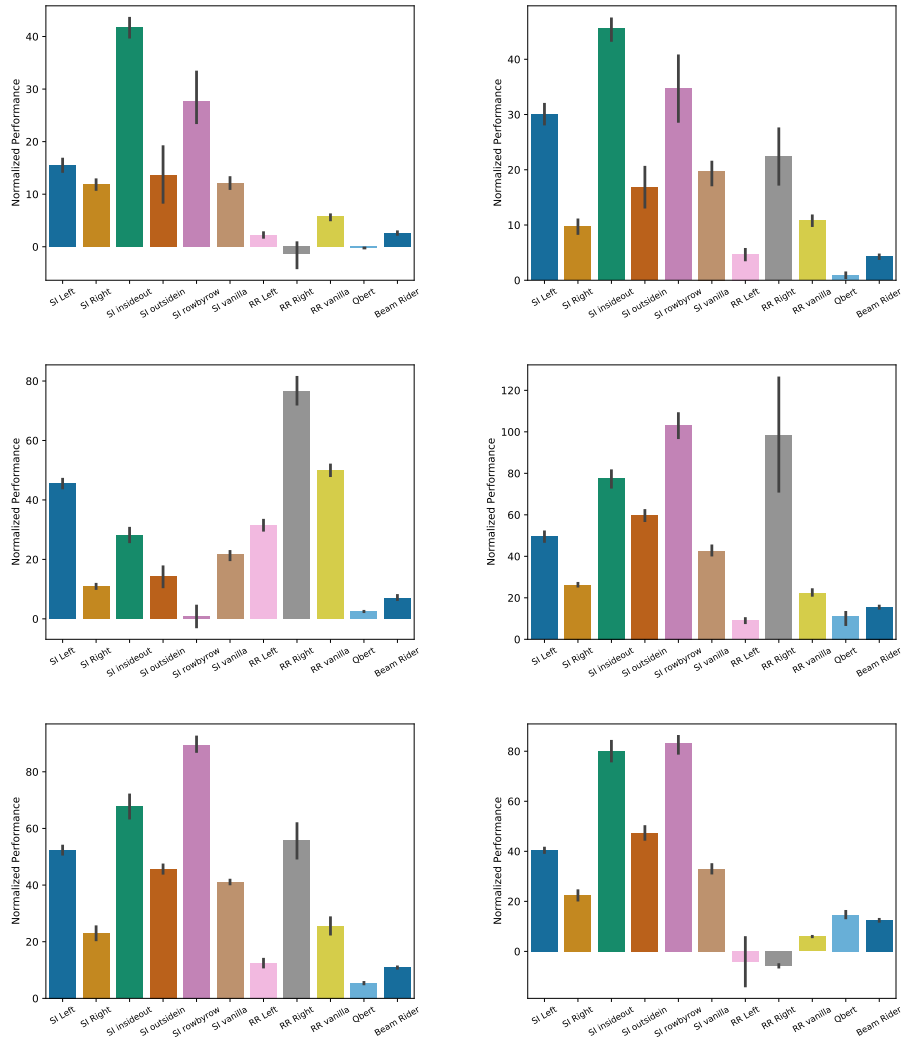 Normalized Performance
40
30
20
10
0
SI Left SI Right SI insideout SI outsidein SI rowbyrow SI vanilla RR Left RR Right RR vanilla Qbert Beam Rider
Normalized Performance
40
30
20
10
0
SI Left SI Right SI insideout SI outsidein SI rowbyrow SI vanilla RR Left RR Right RR vanilla Qbert Beam Rider
Normalized Performance
80
60
40
20
0
SI Left SI Right SI insideout SI outsidein SI rowbyrow SI vanilla RR Left RR Right RR vanilla Qbert Beam Rider
Normalized Performance
120
100
80
60
40
20
0
SI Left SI Right SI insideout SI outsidein SI rowbyrow SI vanilla RR Left RR Right RR vanilla Qbert Beam Rider
Normalized Performance
80
60
40
20
0
SI Left SI Right SI insideout SI outsidein SI rowbyrow SI vanilla RR Left RR Right RR vanilla Qbert Beam Rider
Normalized Performance
80
60
40
20
0
SI Left SI Right SI insideout SI outsidein SI rowbyrow SI vanilla RR Left RR Right RR vanilla Qbert Beam Rider